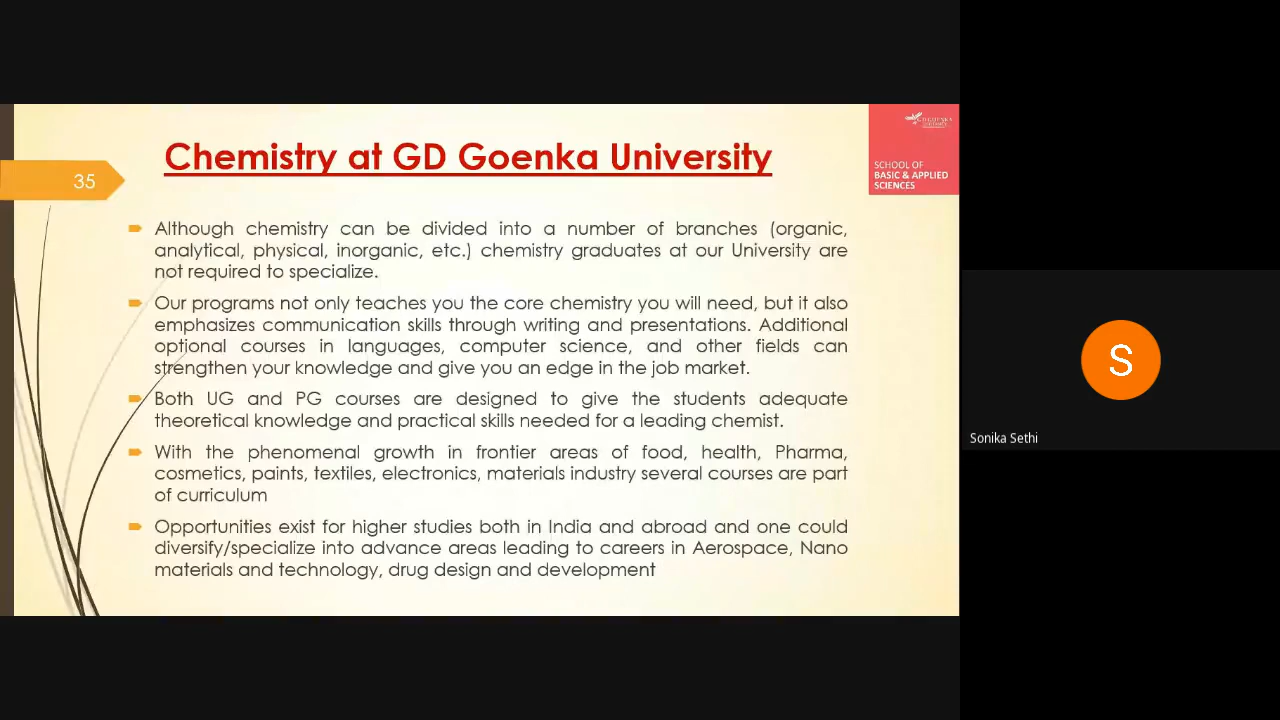 Chemistry at GD Goenka University
35
GD GOENKA
UNIVERSITY
SCHOOL OF
BASIC & APPLIED
SCIENCES
Although chemistry can be divided into a number of branches (organic,
analytical, physical, inorganic, etc.) chemistry graduates at our University are
not required to specialize.
Our programs not only teaches you the core chemistry you will need, but it also
emphasizes communication skills through writing and presentations. Additional
optional courses in languages, computer science, and other fields can
strengthen your knowledge and give you an edge in the job market.
Both UG and PG courses are designed to give the students adequate
theoretical knowledge and practical skills needed for a leading chemist.
With the phenomenal growth in frontier areas of food, health, Pharma,
cosmetics, paints, textiles, electronics, materials industry several courses are part
of curriculum
Opportunities exist for higher studies both in India and abroad and one could
diversify/specialize into advance areas leading to careers in Aerospace, Nano
materials and technology, drug design and development
S
Sonika Sethi